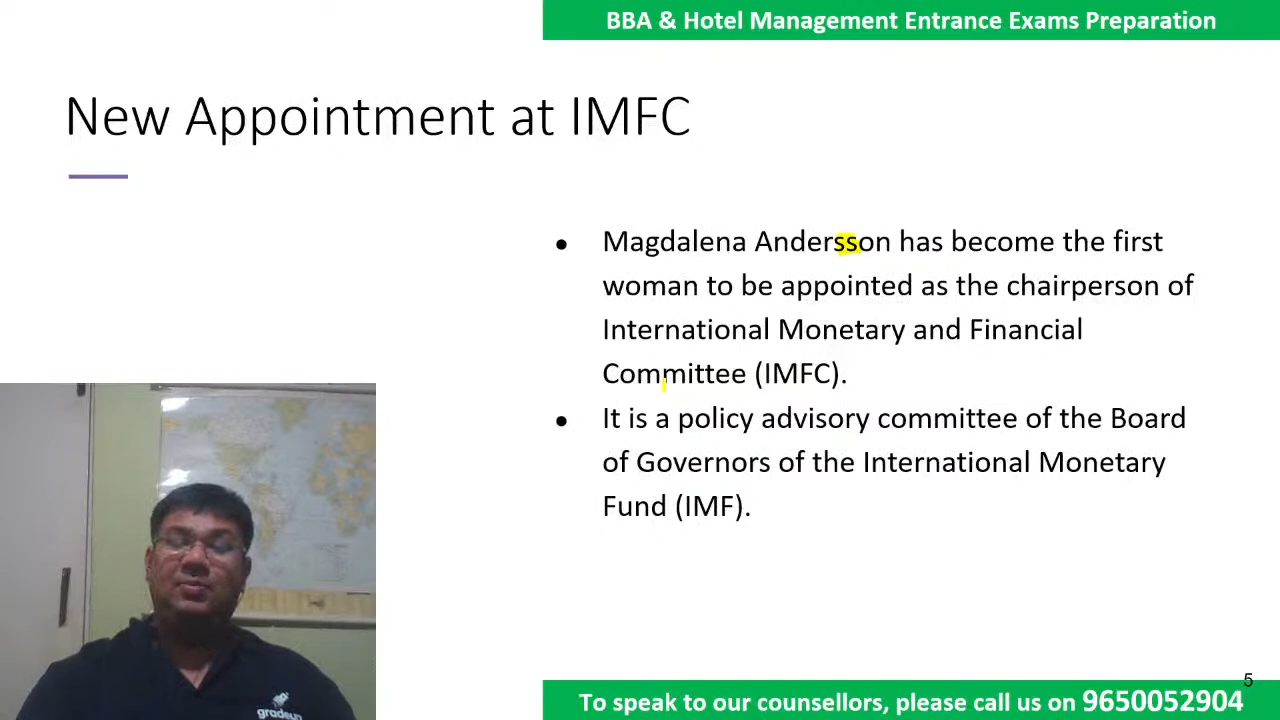 BBA & Hotel Management Entrance Exams Preparation
New Appointment at IMFC
• Magdalena Andersson has become the first
woman to be appointed as the chairperson of
International Monetary and Financial
Committee (IMFC).
• It is a policy advisory committee of the Board
of Governors of the International Monetary
Fund (IMF).
gradeup
5
To speak to our counsellors, please call us on 9650052904